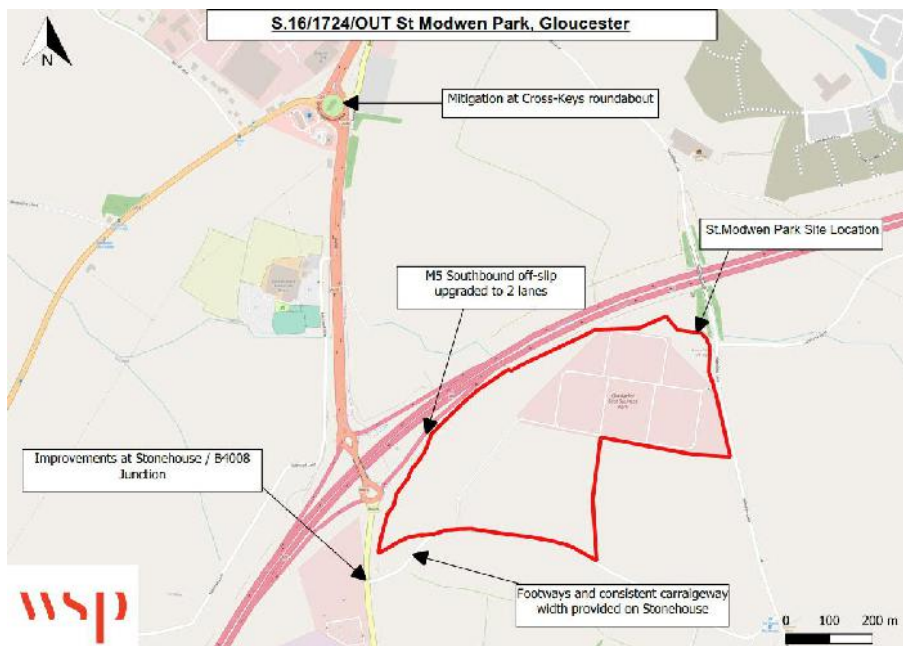 S.16/1724/OUT St Modwen Park, Gloucester
N
Mitigation at Cross-Keys roundabout
St.Modwen Park Site Location
M5 Southbound off-slip
upgraded to 2 lanes
Improvements at Stonehouse / B4008
Junction
Footways and consistent carraigeway
width provided on Stonehouse
wsp
0 100 200 m